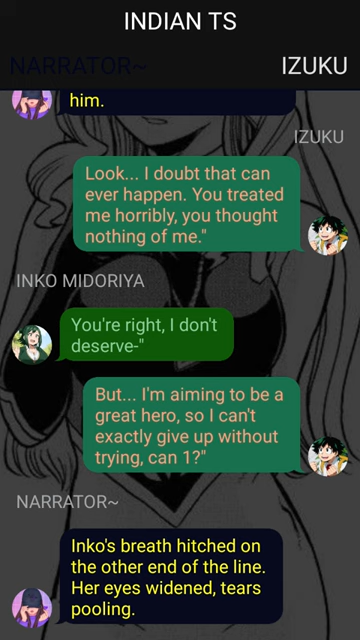 INDIAN TS
NARRATOR~
IZUKU
him.
IZUKU
Look... I doubt that can
ever happen. You treated
me horribly, you thought
nothing of me."
INKO MIDORIYA
You're right, I don't
deserve-"
But... I'm aiming to be a
great hero, so I can't
exactly give up without
trying, can 1?"
NARRATOR~
Inko's breath hitched on
the other end of the line.
Her eyes widened, tears
pooling.